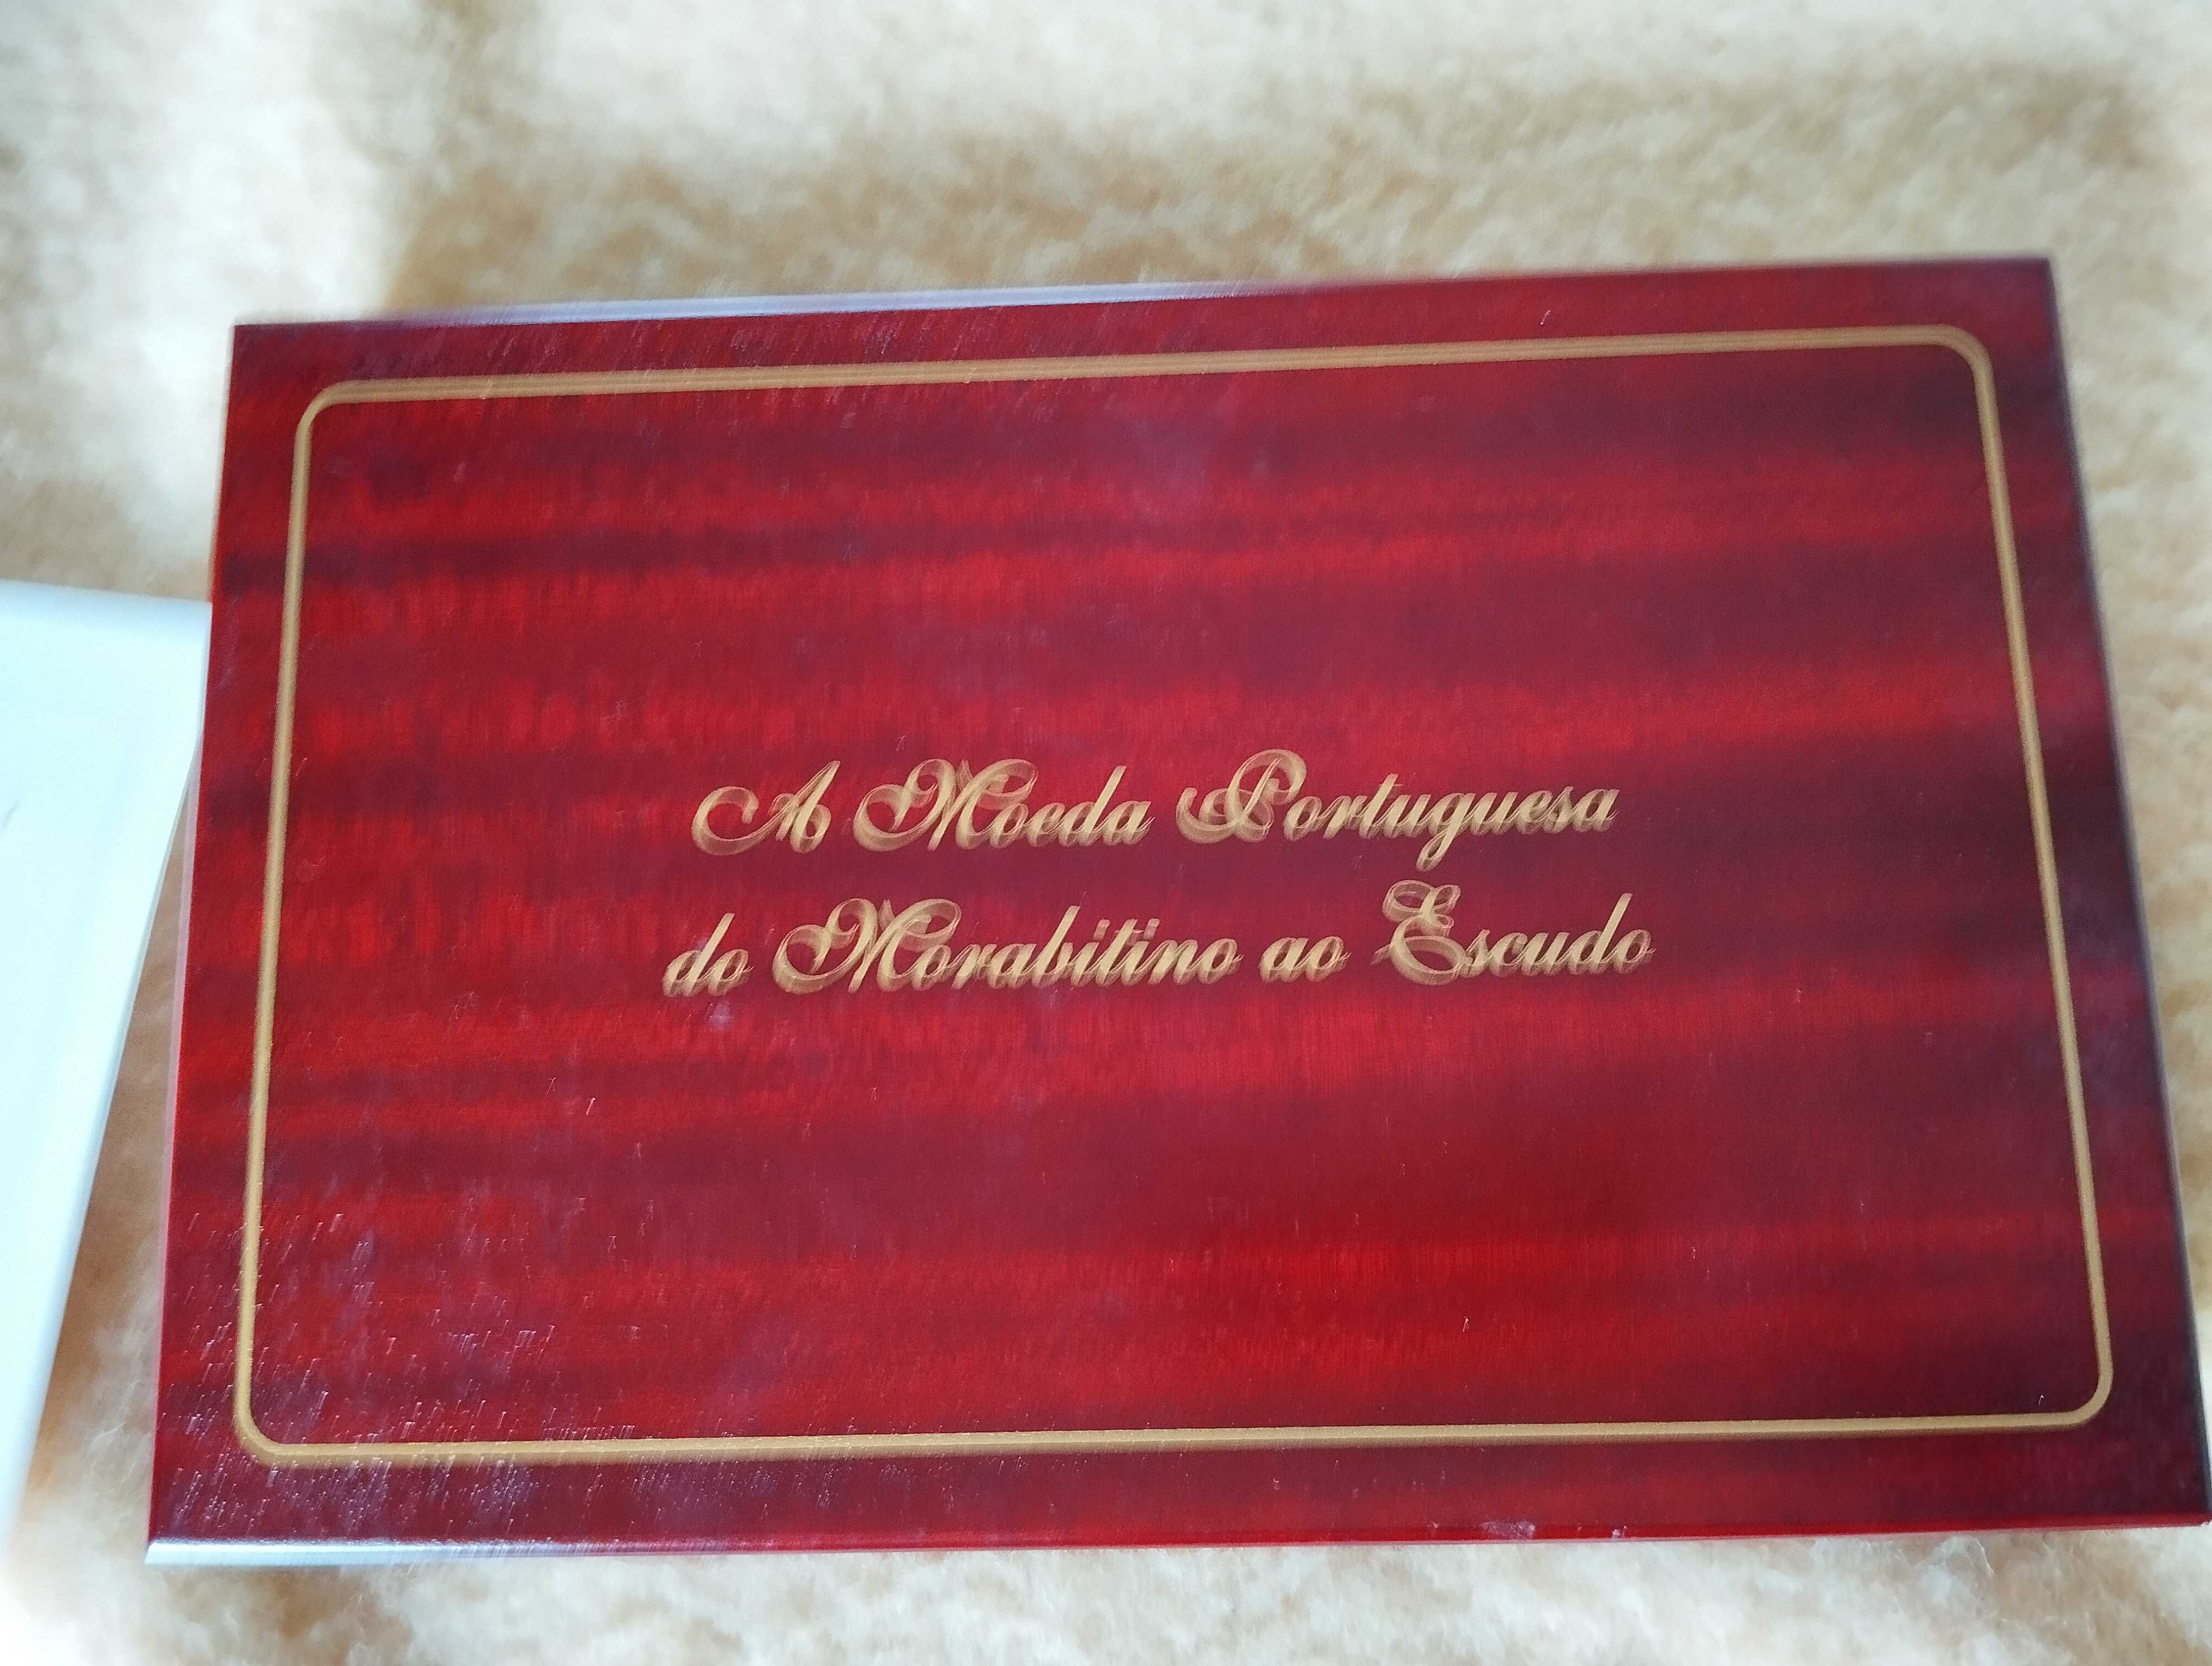 A Moeda Portuguesa
do Morabitino ao Escudo